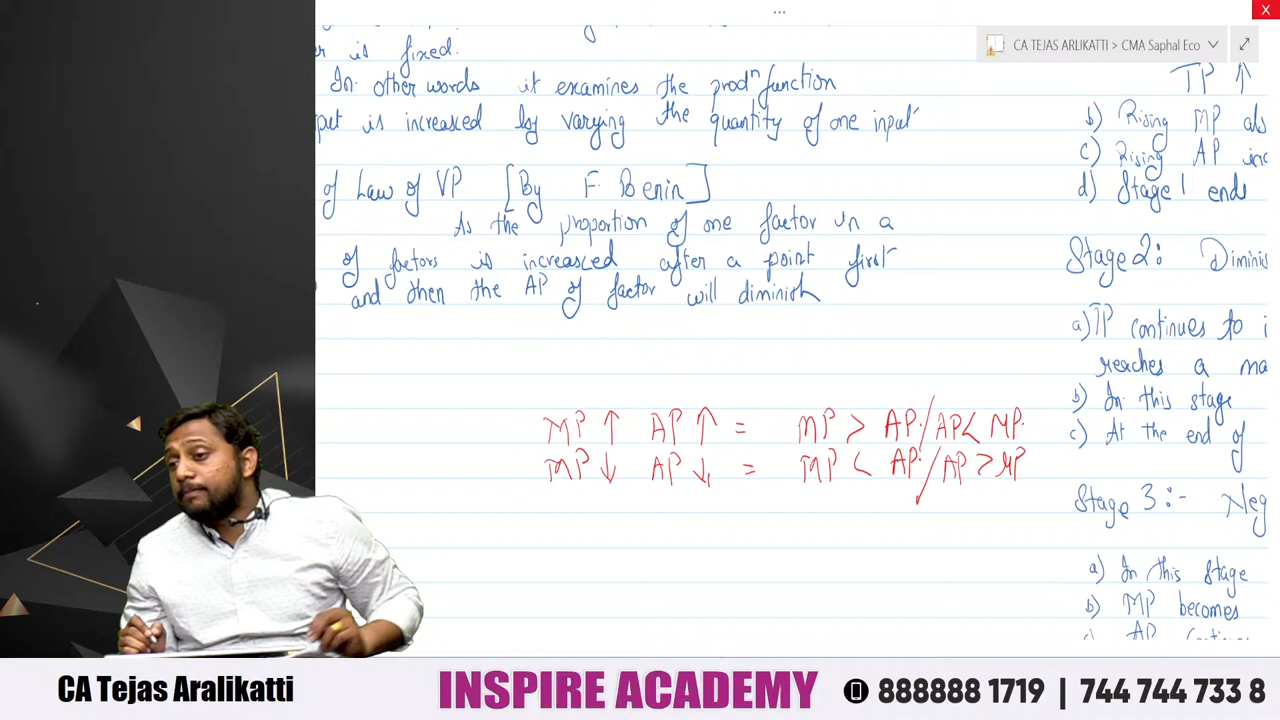 ...
CA TEJAS ARLIKATTI > CMA Saphal Eco
er is fixed.
In other words it examines the prodⁿ function
put is increased by varying the quantity of one input
of Law of VP [By F. Benin]
As the proportion of one factor in a
of factors is increased after a point first
and then the AP of factor will diminish
MP ↑ AP ↑ = MP > AP. / AP < MP.
MP ↓ AP ↓ = MP < AP. / AP > MP
TP ↑
b) Rising MP als
c) Rising AP inc
d) Stage 1 ends
Stage 2: Diminis
a) TP continues to i
reaches a ma
b) In this stage
c) At the end of
Stage 3 :- Neg
a) In this stage
b) MP becomes
AP
CA Tejas Aralikatti
INSPIRE ACADEMY
888888 1719 | 744 744 733 8